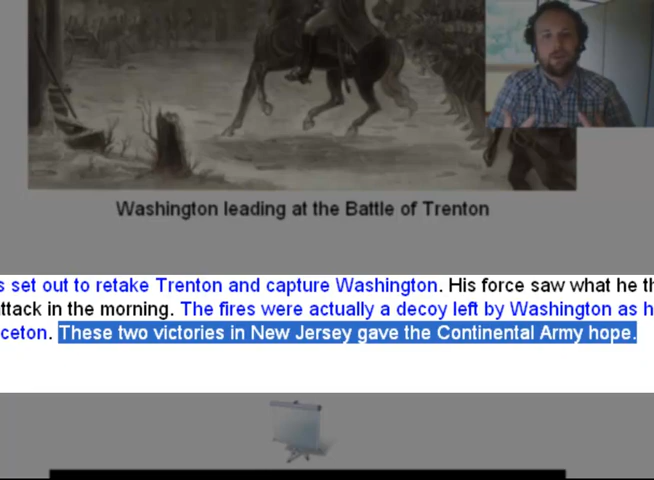 Washington leading at the Battle of Trenton
s set out to retake Trenton and capture Washington. His force saw what he th
ttack in the morning. The fires were actually a decoy left by Washington as h
ceton. These two victories in New Jersey gave the Continental Army hope.